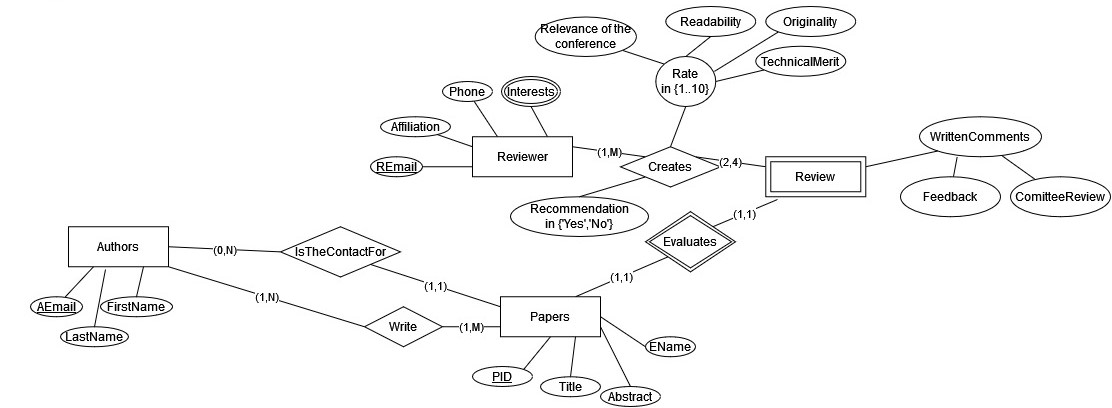 Relevance of the
conference
Readability
Originality
TechnicalMerit
Rate
in {1..10}
Phone
Interests
Affiliation
REmail
Reviewer
(1,M)
Creates
(2,4)
Review
WrittenComments
Feedback
ComitteeReview
Recommendation
in {'Yes','No'}
(1,1)
Evaluates
(1,1)
Authors
(0,N)
IsTheContactFor
(1,1)
AEmail
FirstName
LastName
(1,N)
Write
(1,M)
Papers
EName
PID
Title
Abstract